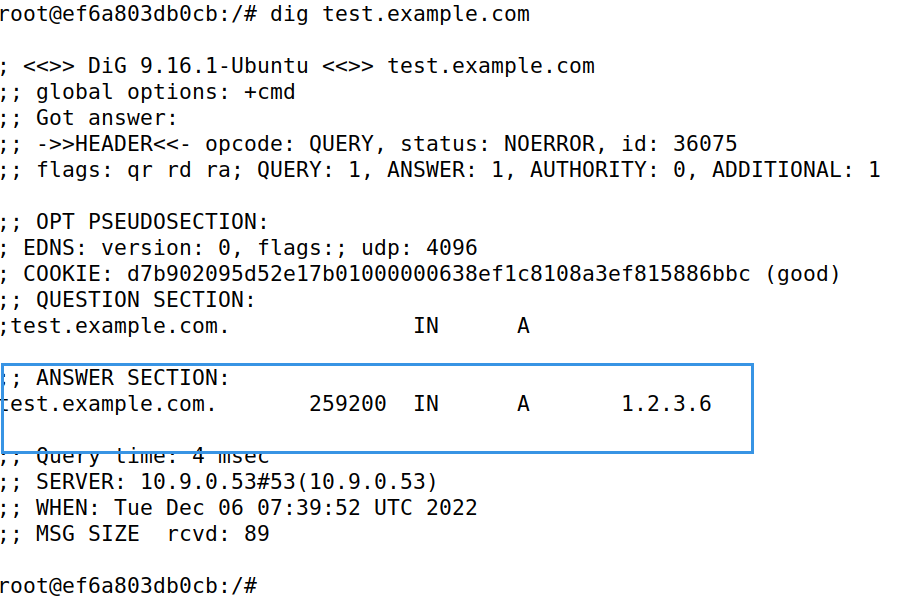 root@ef6a803db0cb:/# dig test.example.com
; <<>> DiG 9.16.1-Ubuntu <<>> test.example.com
;; global options: +cmd
;; Got answer:
;; ->>HEADER<<- opcode: QUERY, status: NOERROR, id: 36075
;; flags: qr rd ra; QUERY: 1, ANSWER: 1, AUTHORITY: 0, ADDITIONAL: 1
;; OPT PSEUDOSECTION:
; EDNS: version: 0, flags:; udp: 4096
; COOKIE: d7b902095d52e17b01000000638ef1c8108a3ef815886bbc (good)
;; QUESTION SECTION:
;test.example.com. IN A
;; ANSWER SECTION:
test.example.com. 259200 IN A 1.2.3.6
;; Query time: 4 msec
;; SERVER: 10.9.0.53#53(10.9.0.53)
;; WHEN: Tue Dec 06 07:39:52 UTC 2022
;; MSG SIZE  rcvd: 89
root@ef6a803db0cb:/#